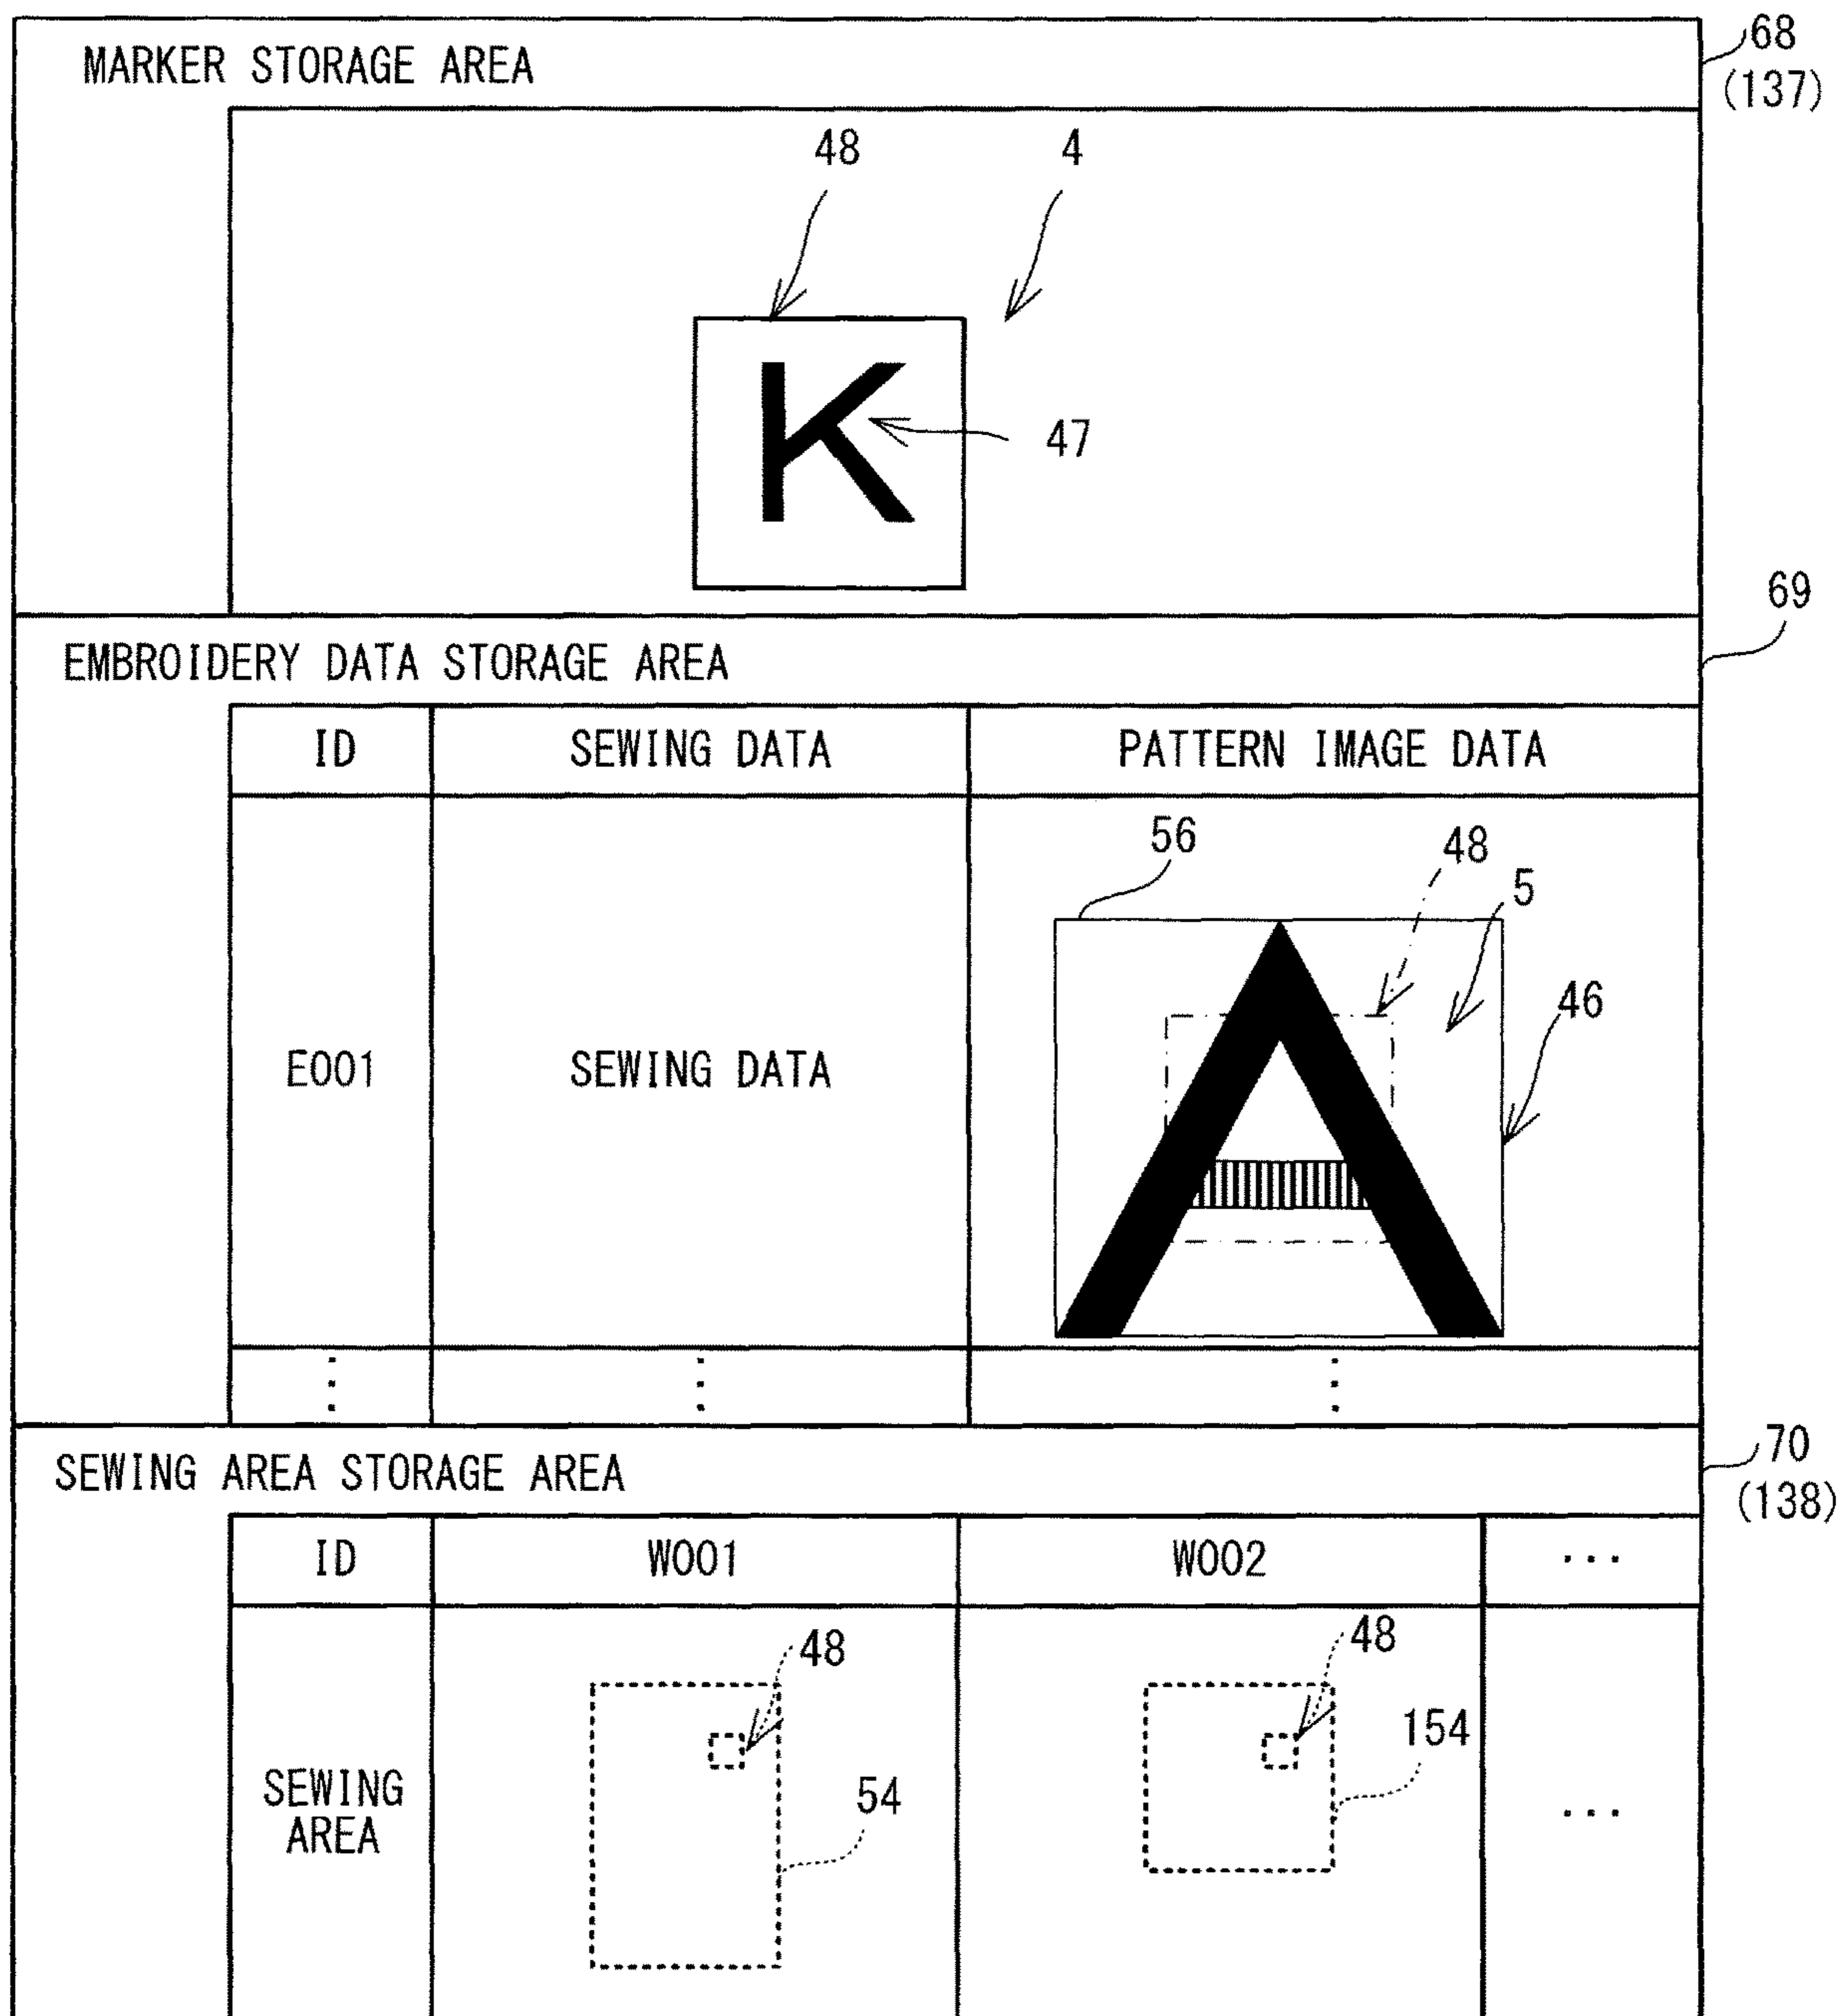 MARKER STORAGE AREA
68
(137)
48
4
K
47
69
EMBROIDERY DATA STORAGE AREA
ID SEWING DATA PATTERN IMAGE DATA
56
48
5
46
A
E001 SEWING DATA
⋮ ⋮ ⋮
70
(138)
SEWING AREA STORAGE AREA
ID W001 W002 ...
48 48
154
54
SEWING
AREA
...